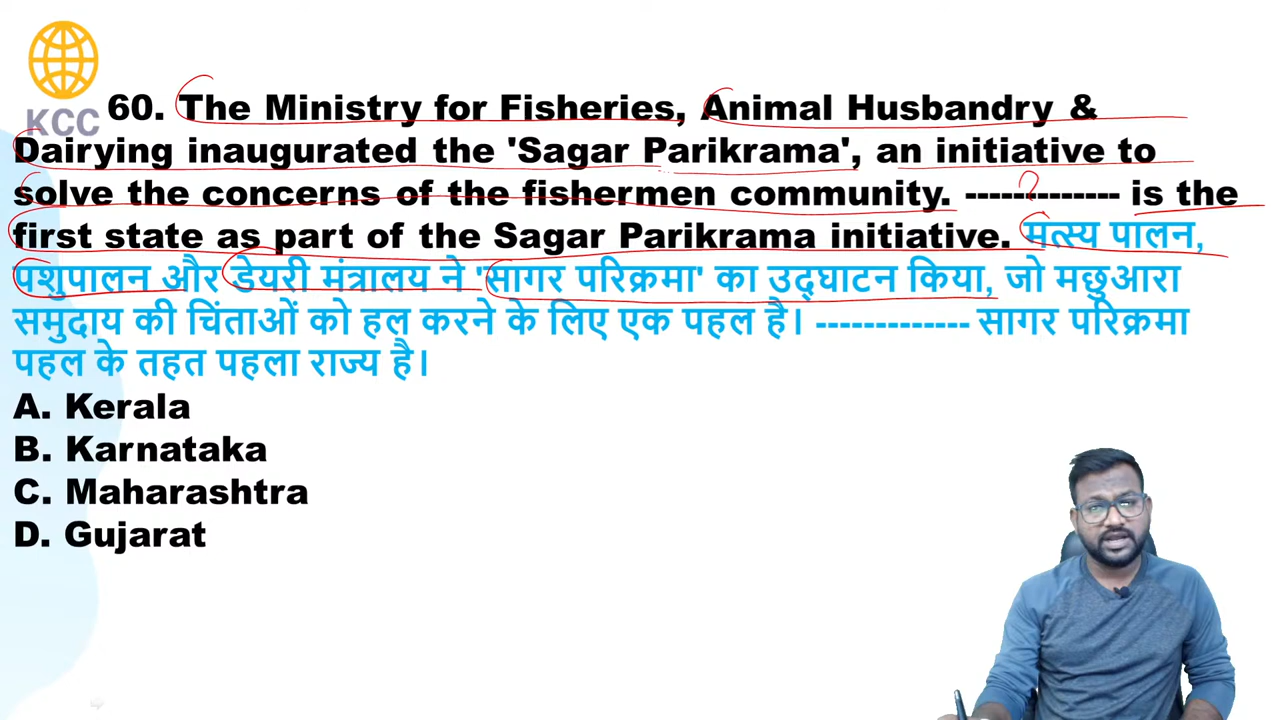 KCC
60. The Ministry for Fisheries, Animal Husbandry &
Dairying inaugurated the 'Sagar Parikrama', an initiative to
solve the concerns of the fishermen community. ------?------- is the
first state as part of the Sagar Parikrama initiative. मत्स्य पालन,
पशुपालन और डेयरी मंत्रालय ने 'सागर परिक्रमा' का उद्घाटन किया, जो मछुआरा
समुदाय की चिंताओं को हल करने के लिए एक पहल है। ------------- सागर परिक्रमा
पहल के तहत पहला राज्य है।
A. Kerala
B. Karnataka
C. Maharashtra
D. Gujarat